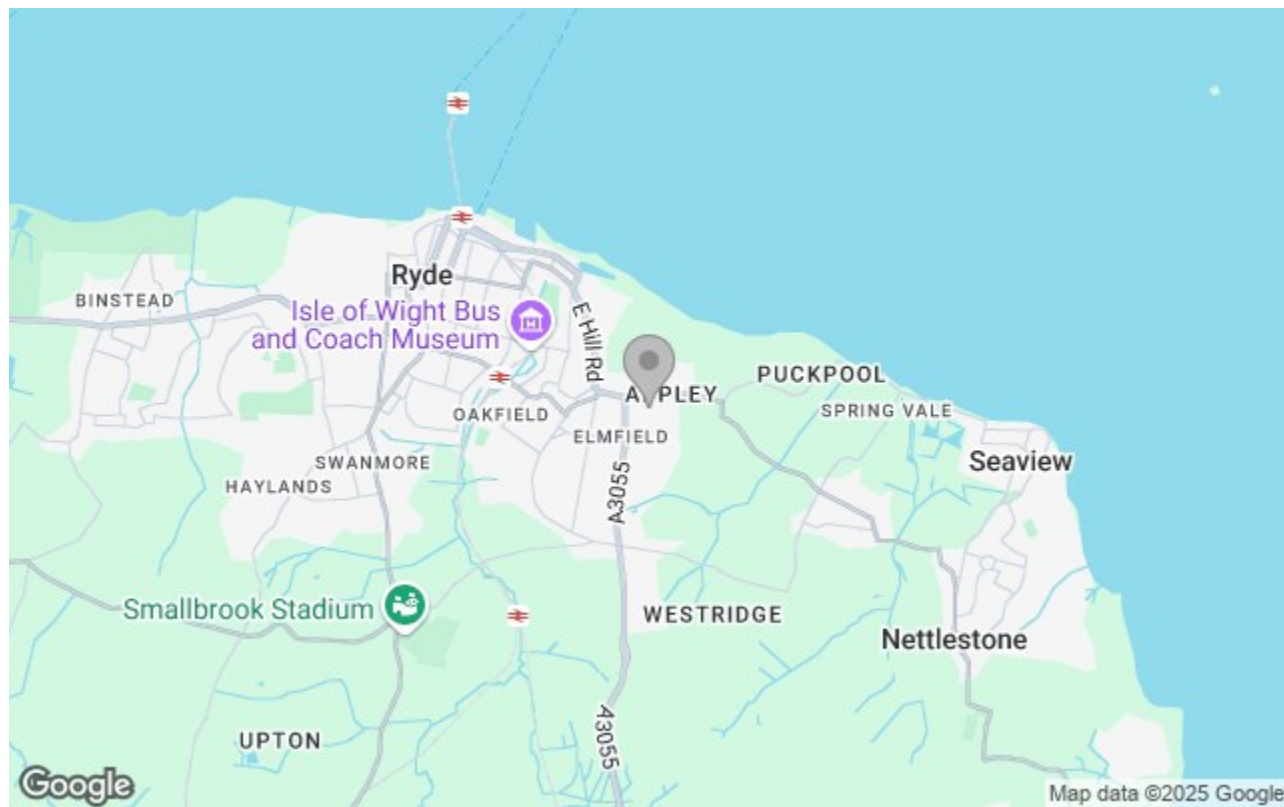 Ryde
BINSTEAD
Isle of Wight Bus
and Coach Museum
E Hill Rd
PUCKPOOL
APPLEY
SPRING VALE
OAKFIELD
ELMFIELD
Seaview
SWANMORE
HAYLANDS
A3055
Smallbrook Stadium
WESTRIDGE
Nettlestone
UPTON
A3055
Google
Map data ©2025 Google